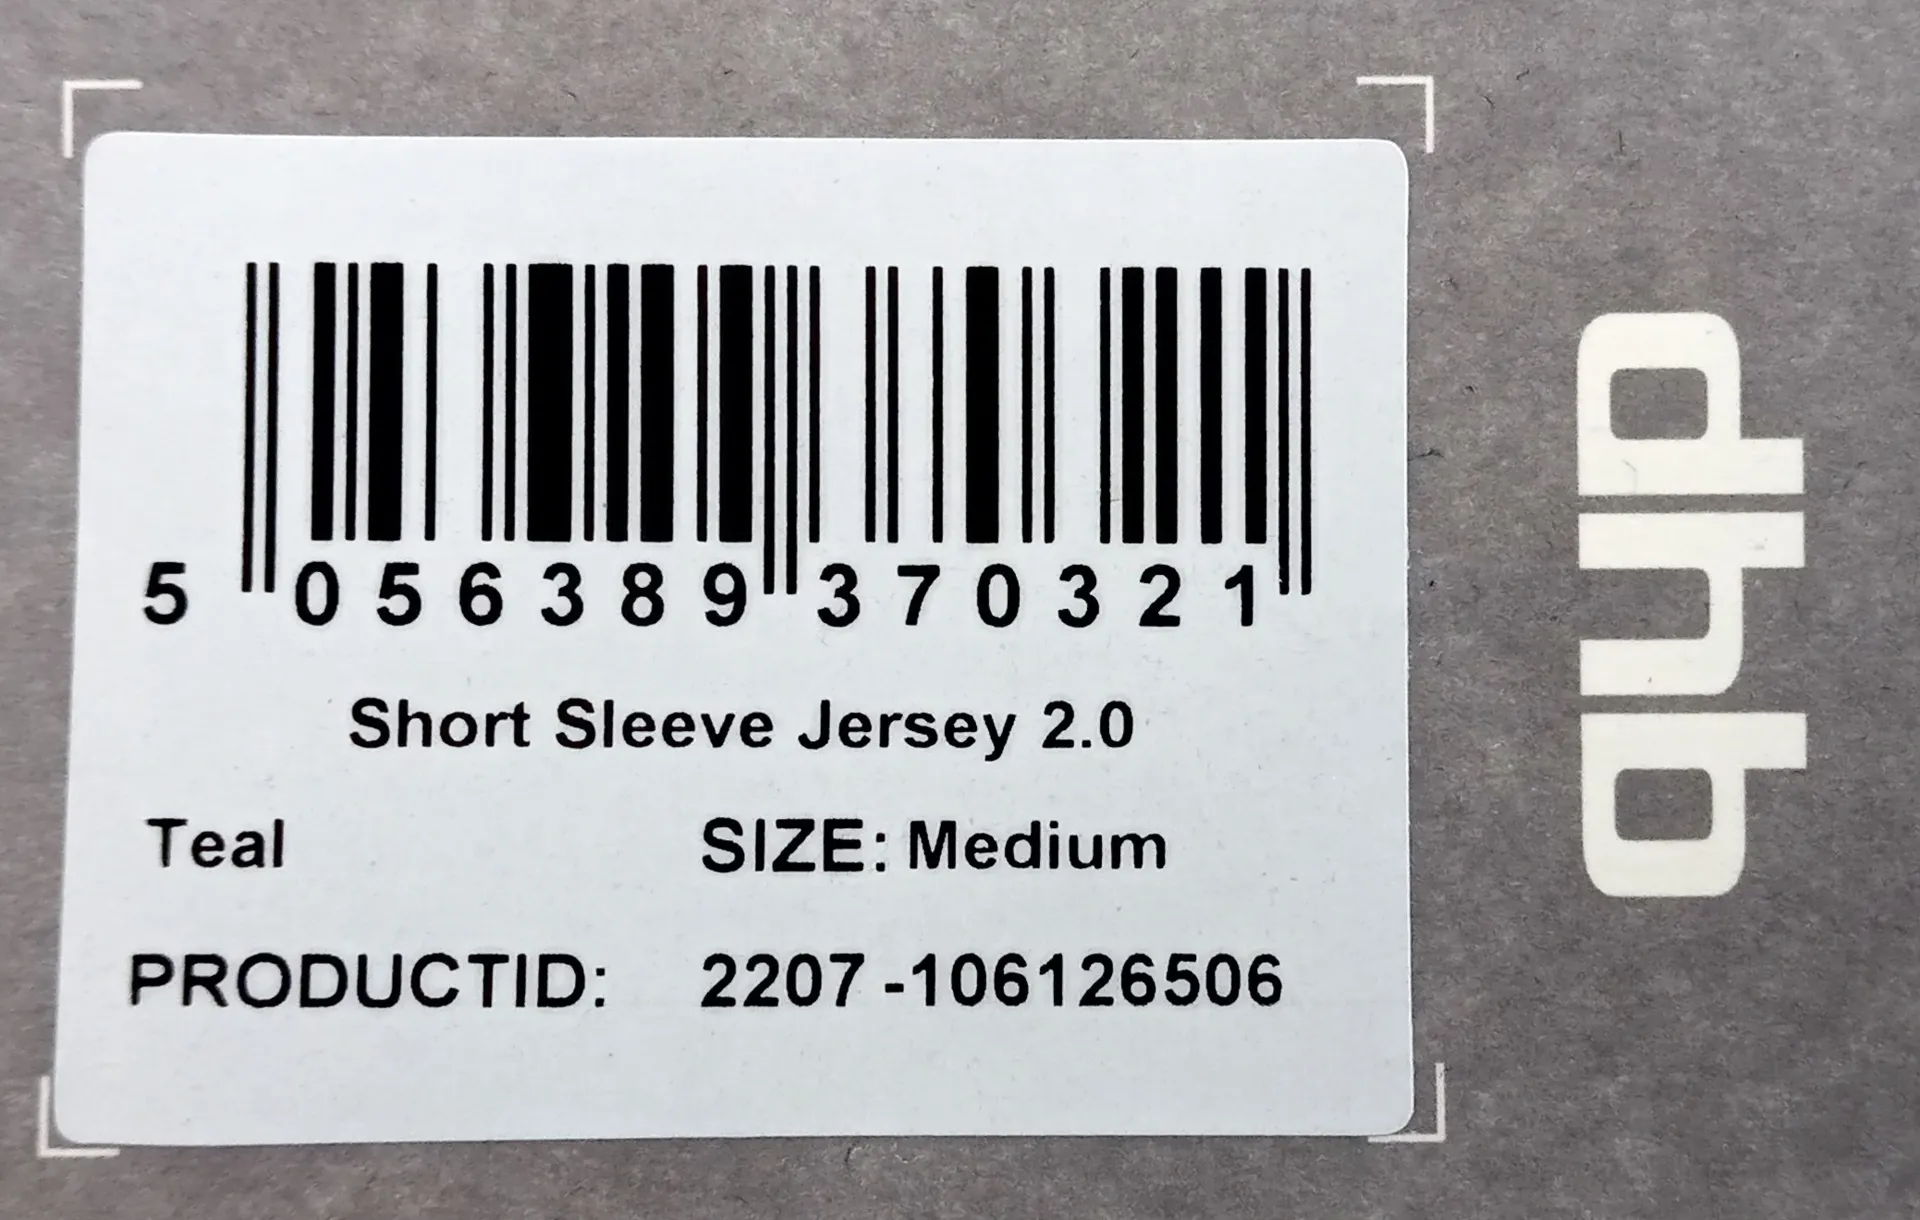 5 056389 370321
Short Sleeve Jersey 2.0
Teal SIZE: Medium
PRODUCTID: 2207 -106126506
dhb